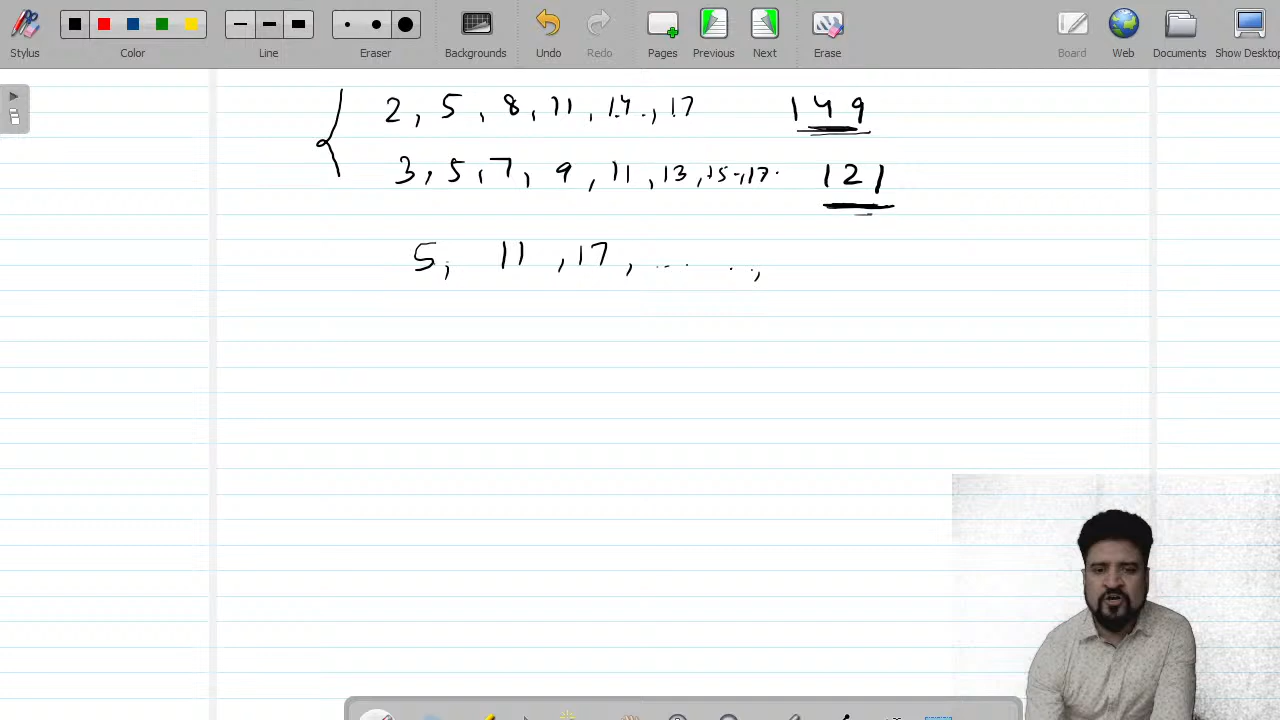 Stylus Color Line Eraser Backgrounds Undo Redo Pages Previous Next Erase Board Web Documents Show Deskto
2, 5, 8, 11, 14, 17 149
3, 5, 7, 9, 11, 13, 15, 17. 121
5, 11, 17, ..... ,